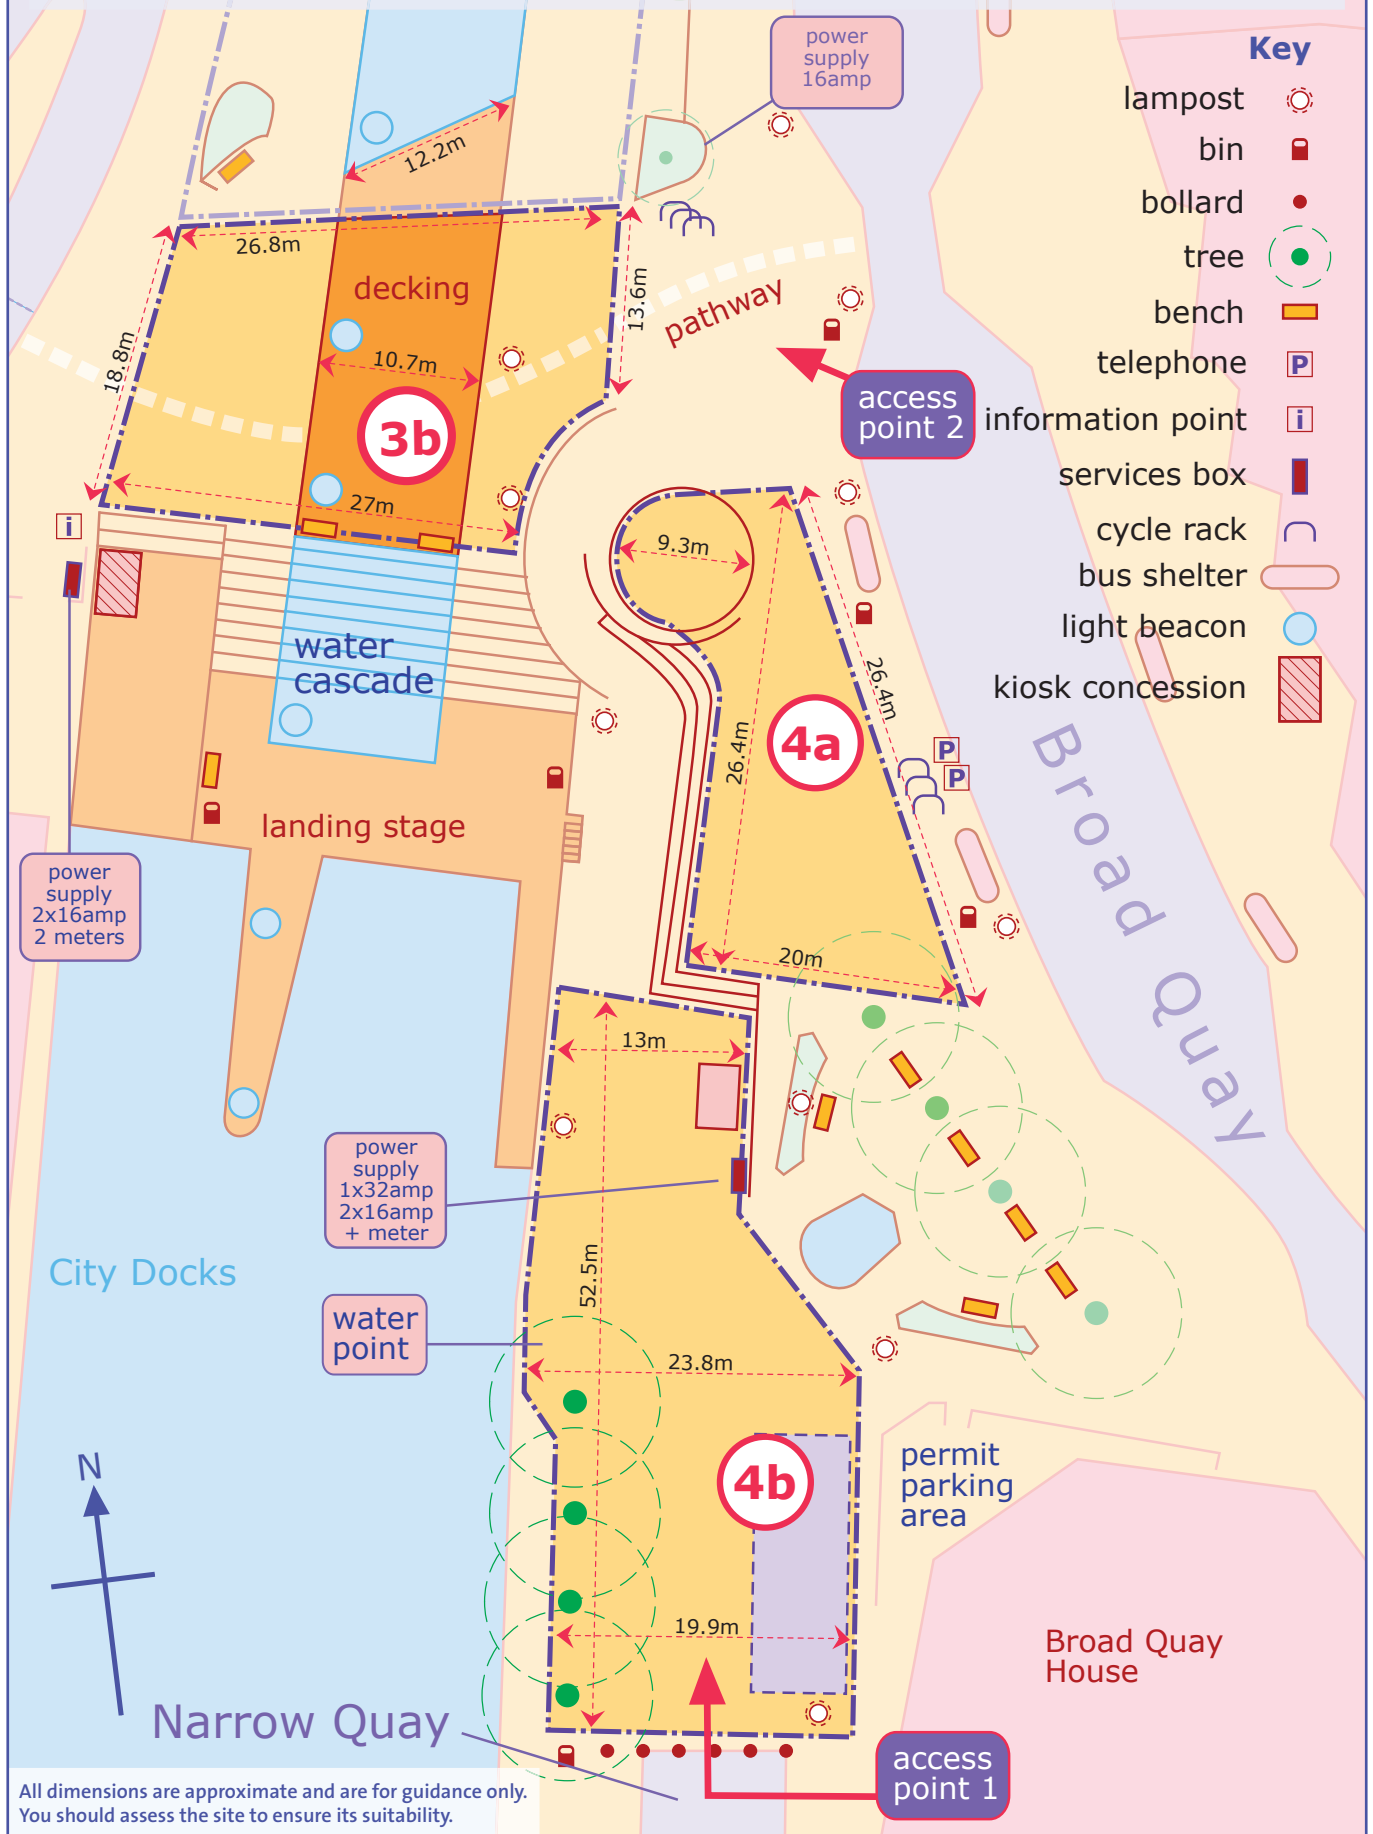 power
supply
16amp
Key
lampost
bin
bollard
tree
bench
telephone
P
information point
i
services box
cycle rack
bus shelter
light beacon
kiosk concession
12.2m
26.8m
decking
13.6m
pathway
18.8m
10.7m
3b
27m
access
point 2
i
9.3m
water
cascade
26.4m
26.4m
4a
P
P
landing stage
power
supply
2x16amp
2 meters
Broad Quay
20m
13m
power
supply
1x32amp
2x16amp
+ meter
City Docks
52.5m
water
point
23.8m
N
4b
permit
parking
area
19.9m
Broad Quay
House
Narrow Quay
access
point 1
All dimensions are approximate and are for guidance only.
You should assess the site to ensure its suitability.